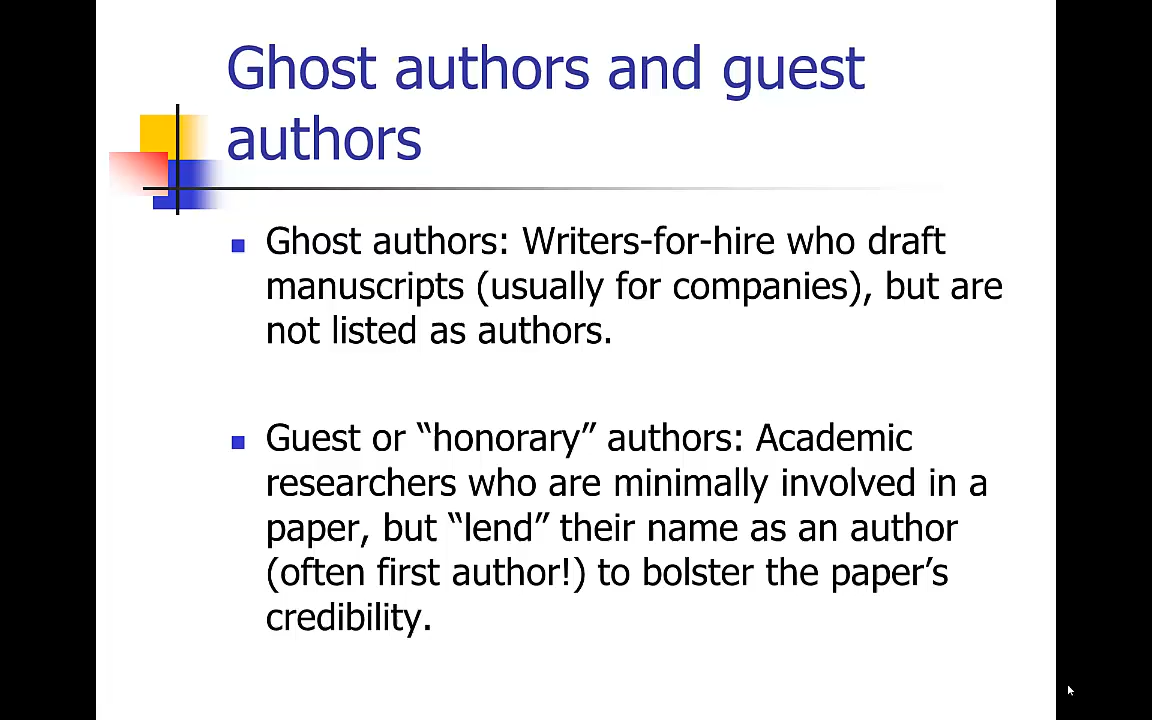 Ghost authors and guest
authors
Ghost authors: Writers-for-hire who draft
manuscripts (usually for companies), but are
not listed as authors.
Guest or “honorary” authors: Academic
researchers who are minimally involved in a
paper, but “lend” their name as an author
(often first author!) to bolster the paper’s
credibility.